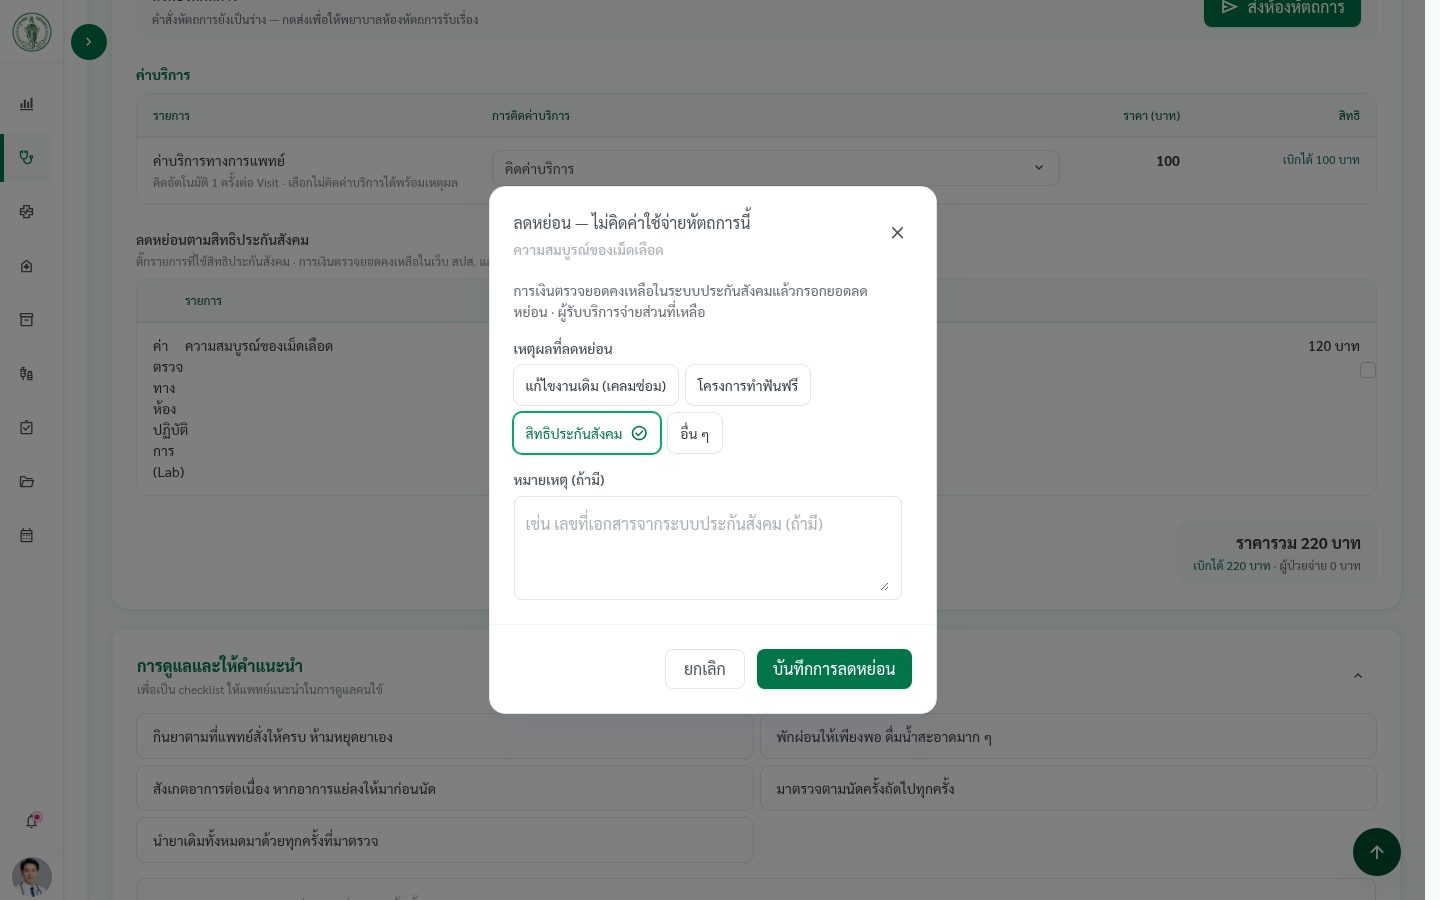 คำสั่งหัตถการยังเป็นร่าง — กดส่งเพื่อให้พยาบาลห้องหัตถการรับเรื่อง
ส่งห้องหัตถการ
ค่าบริการ
รายการ
การคิดค่าบริการ
ราคา (บาท)
สิทธิ
ค่าบริการทางการแพทย์
คิดอัตโนมัติ 1 ครั้งต่อ Visit · เลือกไม่คิดค่าบริการได้พร้อมเหตุผล
คิดค่าบริการ
100
เบิกได้ 100 บาท
ลดหย่อนตามสิทธิประกันสังคม
ติ๊กรายการที่ใช้สิทธิประกันสังคม · การเงินตรวจยอดคงเหลือในเว็บ สปส.
รายการ
ค่า
ตรวจ
ทาง
ห้อง
ปฏิบัติ
การ
(Lab)
ความสมบูรณ์ของเม็ดเลือด
120 บาท
ราคารวม 220 บาท
เบิกได้ 220 บาท · ผู้ป่วยจ่าย 0 บาท
ลดหย่อน — ไม่คิดค่าใช้จ่ายหัตถการนี้
ความสมบูรณ์ของเม็ดเลือด
การเงินตรวจยอดคงเหลือในระบบประกันสังคมแล้วกรอกยอดลด
หย่อน · ผู้รับบริการจ่ายส่วนที่เหลือ
เหตุผลที่ลดหย่อน
แก้ไขงานเดิม (เคลมซ่อม)
โครงการทำฟันฟรี
สิทธิประกันสังคม
อื่น ๆ
หมายเหตุ (ถ้ามี)
เช่น เลขที่เอกสารจากระบบประกันสังคม (ถ้ามี)
ยกเลิก
บันทึกการลดหย่อน
การดูแลและให้คำแนะนำ
เพื่อเป็น checklist ให้แพทย์แนะนำในการดูแลคนไข้
กินยาตามที่แพทย์สั่งให้ครบ ห้ามหยุดยาเอง
พักผ่อนให้เพียงพอ ดื่มน้ำสะอาดมาก ๆ
สังเกตอาการต่อเนื่อง หากอาการแย่ลงให้มาก่อนนัด
มาตรวจตามนัดครั้งถัดไปทุกครั้ง
นำยาเดิมทั้งหมดมาด้วยทุกครั้งที่มาตรวจ